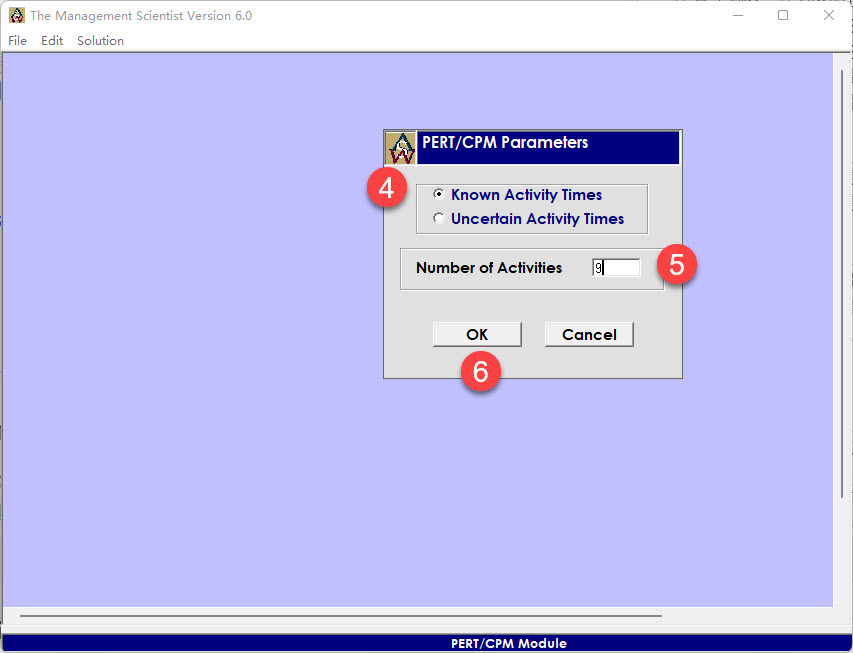 The Management Scientist Version 6.0
File Edit Solution
PERT/CPM Parameters
4
Known Activity Times
Uncertain Activity Times
Number of Activities 9
5
OK Cancel
6
PERT/CPM Module